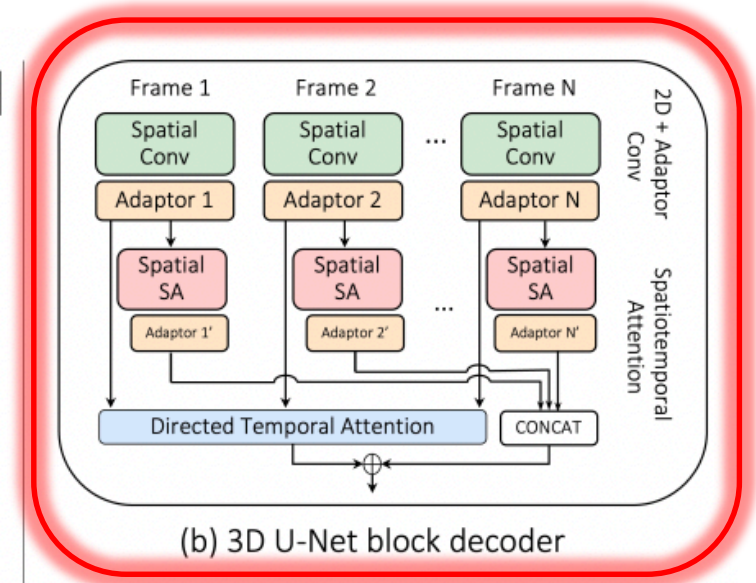 Frame 1
Frame 2
Frame N
Spatial
Conv
Spatial
Conv
...
Spatial
Conv
2D + Adaptor
Conv
Adaptor 1
Adaptor 2
Adaptor N
Spatial
SA
Spatial
SA
...
Spatial
SA
Spatiotemporal
Attention
Adaptor 1'
Adaptor 2'
Adaptor N'
Directed Temporal Attention
CONCAT
(b) 3D U-Net block decoder